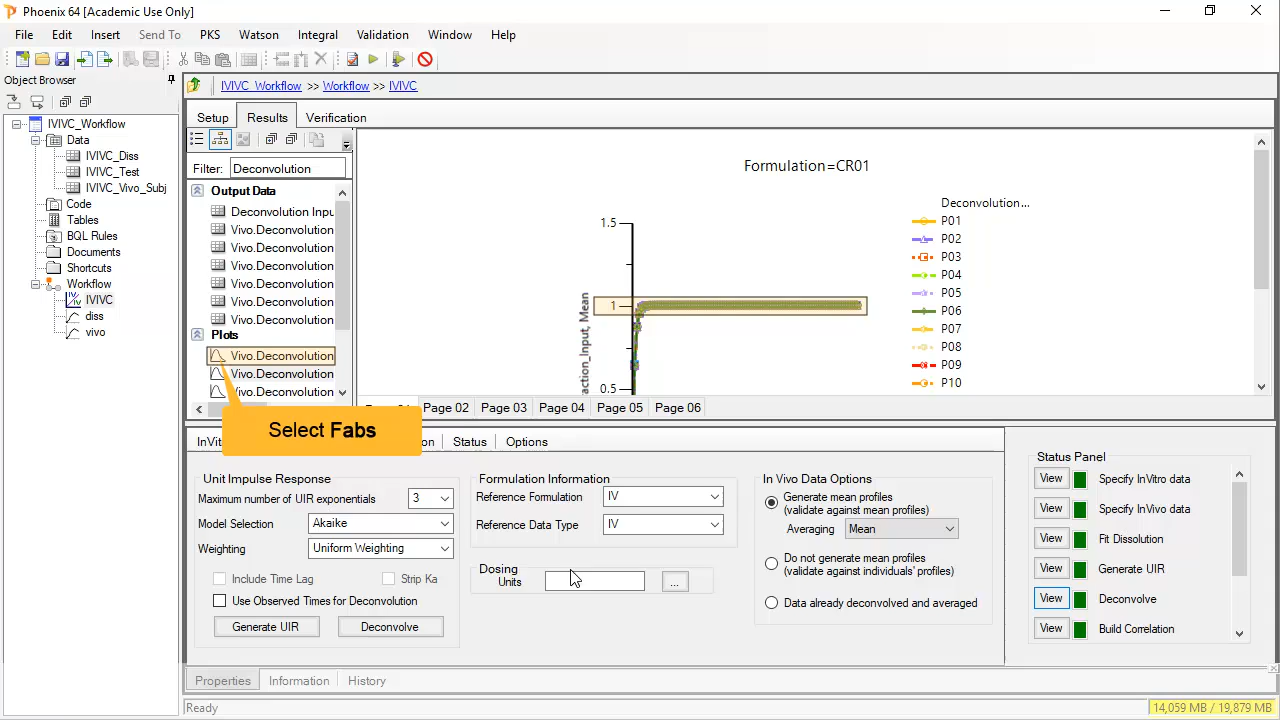 Phoenix 64 [Academic Use Only]
File Edit Insert Send To PKS Watson Integral Validation Window Help
Object Browser
IVIVC_Workflow >> Workflow >> IVIVC
IVIVC_Workflow
Data
IVIVC_Diss
IVIVC_Test
IVIVC_Vivo_Subj
Code
Tables
BQL Rules
Documents
Shortcuts
Workflow
IVIVC
diss
vivo
Setup Results Verification
Filter: Deconvolution
Output Data
Deconvolution Inpu
Vivo.Deconvolution
Vivo.Deconvolution
Vivo.Deconvolution
Vivo.Deconvolution
Vivo.Deconvolution
Vivo.Deconvolution
Plots
Vivo.Deconvolution
Vivo.Deconvolution
Vivo.Deconvolution
Formulation=CR01
1.5
1
0.5
action_Input, Mean
Deconvolution...
P01
P02
P03
P04
P05
P06
P07
P08
P09
P10
Page 02 Page 03 Page 04 Page 05 Page 06
Select Fabs
InVit on Status Options
Unit Impulse Response
Maximum number of UIR exponentials 3
Model Selection Akaike
Weighting Uniform Weighting
Include Time Lag Strip Ka
Use Observed Times for Deconvolution
Generate UIR Deconvolve
Formulation Information
Reference Fomulation IV
Reference Data Type IV
Dosing
Units ...
In Vivo Data Options
Generate mean profiles
(validate against mean profiles)
Averaging Mean
Do not generate mean profiles
(validate against individuals' profiles)
Data already deconvolved and averaged
Status Panel
View Specify InVitro data
View Specify InVivo data
View Fit Dissolution
View Generate UIR
View Deconvolve
View Build Correlation
Properties Information History
Ready
14,059 MB / 19,879 MB